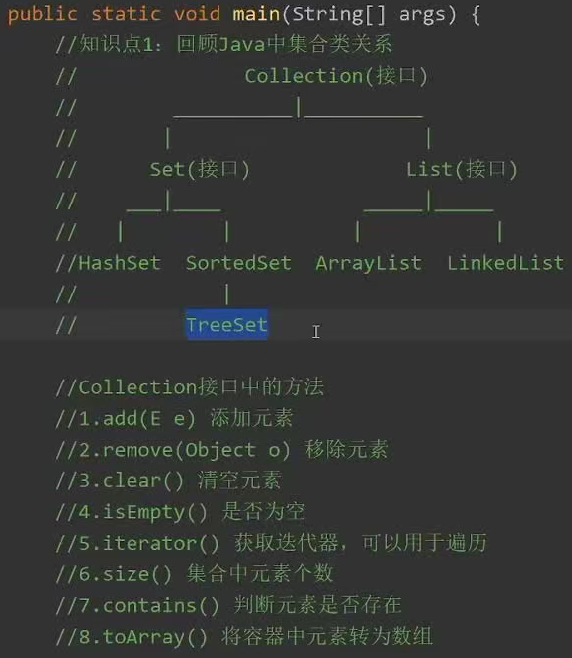 public static void main(String[] args) {
//知识点1：回顾Java中集合类关系
//                    Collection(接口)
//            ___________|___________
//           |                        |
//         Set(接口)               List(接口)
//       ___|____              _____|_____
//      |         |           |            |
//HashSet  SortedSet  ArrayList  LinkedList
//                |
//             TreeSet
//Collection接口中的方法
//1.add(E e) 添加元素
//2.remove(Object o) 移除元素
//3.clear() 清空元素
//4.isEmpty() 是否为空
//5.iterator() 获取迭代器，可以用于遍历
//6.size() 集合中元素个数
//7.contains() 判断元素是否存在
//8.toArray() 将容器中元素转为数组